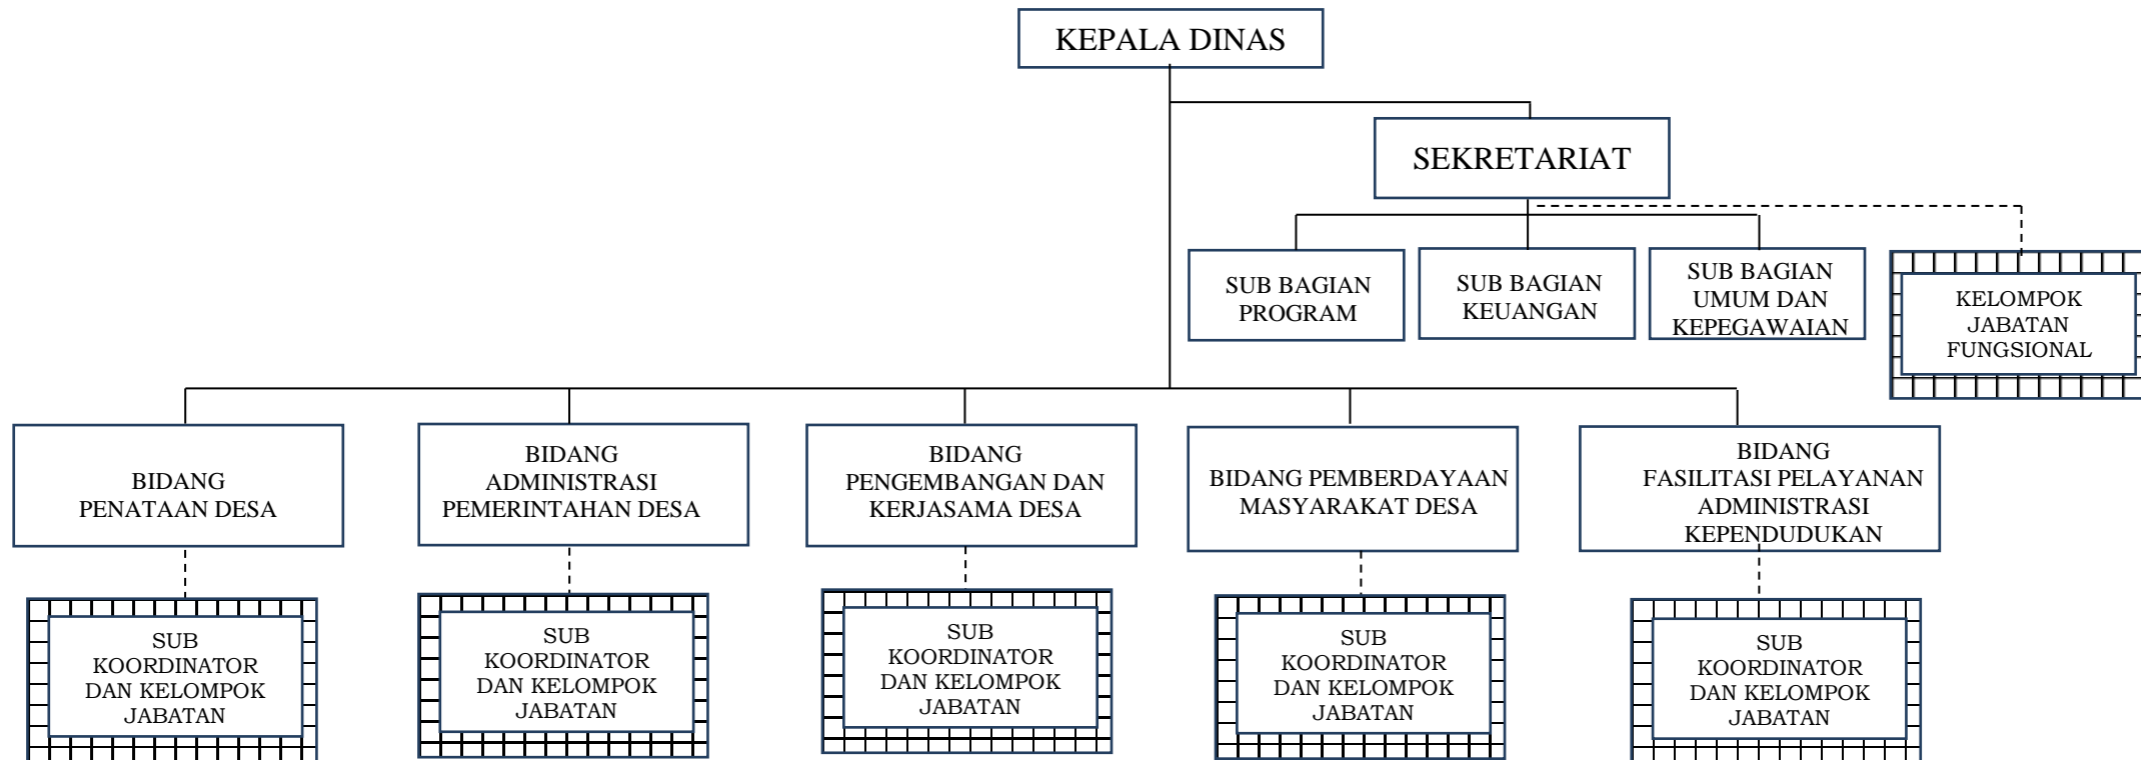 KEPALA DINAS
SEKRETARIAT
SUB BAGIAN
PROGRAM
SUB BAGIAN
KEUANGAN
SUB BAGIAN
UMUM DAN
KEPEGAWAIAN
KELOMPOK
JABATAN
FUNGSIONAL
BIDANG
PENATAAN DESA
BIDANG
ADMINISTRASI
PEMERINTAHAN DESA
BIDANG
PENGEMBANGAN DAN
KERJASAMA DESA
BIDANG PEMBERDAYAAN
MASYARAKAT DESA
BIDANG
FASILITASI PELAYANAN
ADMINISTRASI
KEPENDUDUKAN
SUB
KOORDINATOR
DAN KELOMPOK
JABATAN
SUB
KOORDINATOR
DAN KELOMPOK
JABATAN
SUB
KOORDINATOR
DAN KELOMPOK
JABATAN
SUB
KOORDINATOR
DAN KELOMPOK
JABATAN
SUB
KOORDINATOR
DAN KELOMPOK
JABATAN